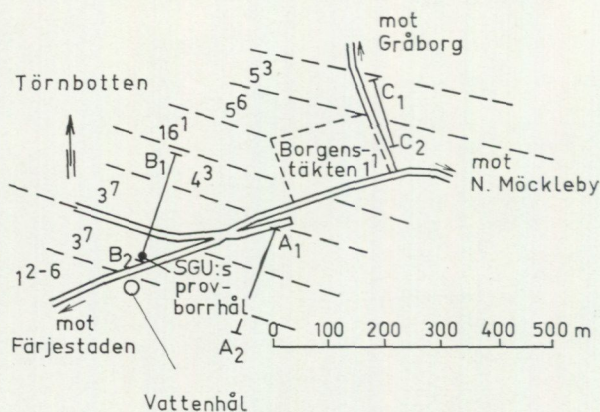 mot
Gråborg
Törnbotten
5³
5⁶
C₁
16¹
B₁
Borgens-
täkten 1¹
C₂
mot
N. Möckleby
4³
3⁷
3⁷
A₁
B₂
SGU:s
prov-
borrhål
1²⁻⁶
mot
Färjestaden
A₂
0 100 200 300 400 500 m
Vattenhål